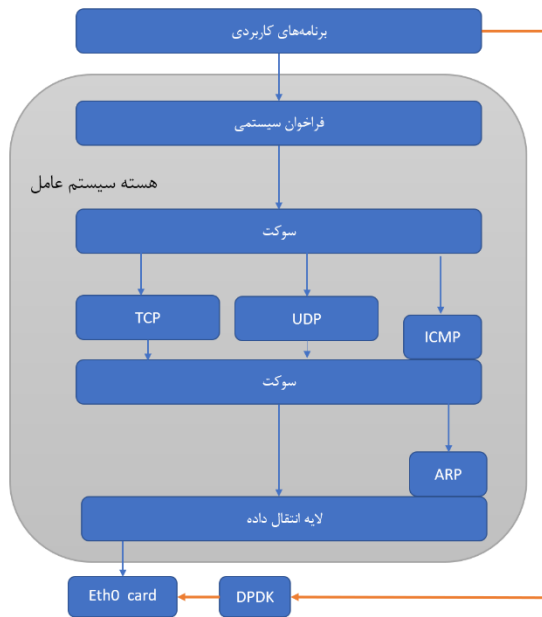 برنامه‌های کاربردی
فراخوان سیستمی
هسته سیستم عامل
سوکت
TCP
UDP
ICMP
سوکت
ARP
لایه انتقال داده
Eth0 card
DPDK